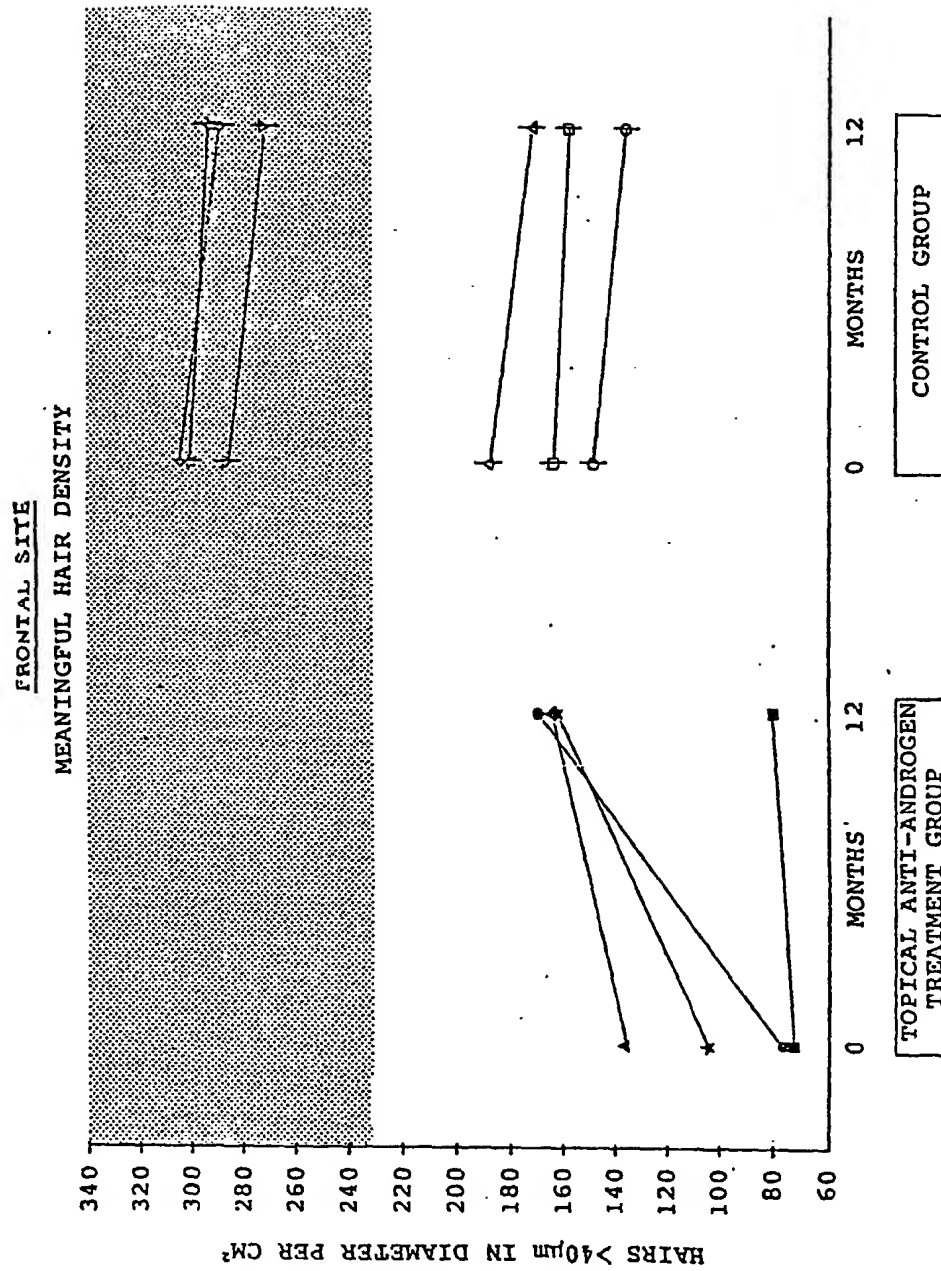 FRONTAL SITE
MEANINGFUL HAIR DENSITY
HAIRS >40µm IN DIAMETER PER CM²
340
320
300
280
260
240
220
200
180
160
140
120
100
80
60
0 MONTHS' 12
0 MONTHS 12
TOPICAL ANTI-ANDROGEN
TREATMENT GROUP
CONTROL GROUP